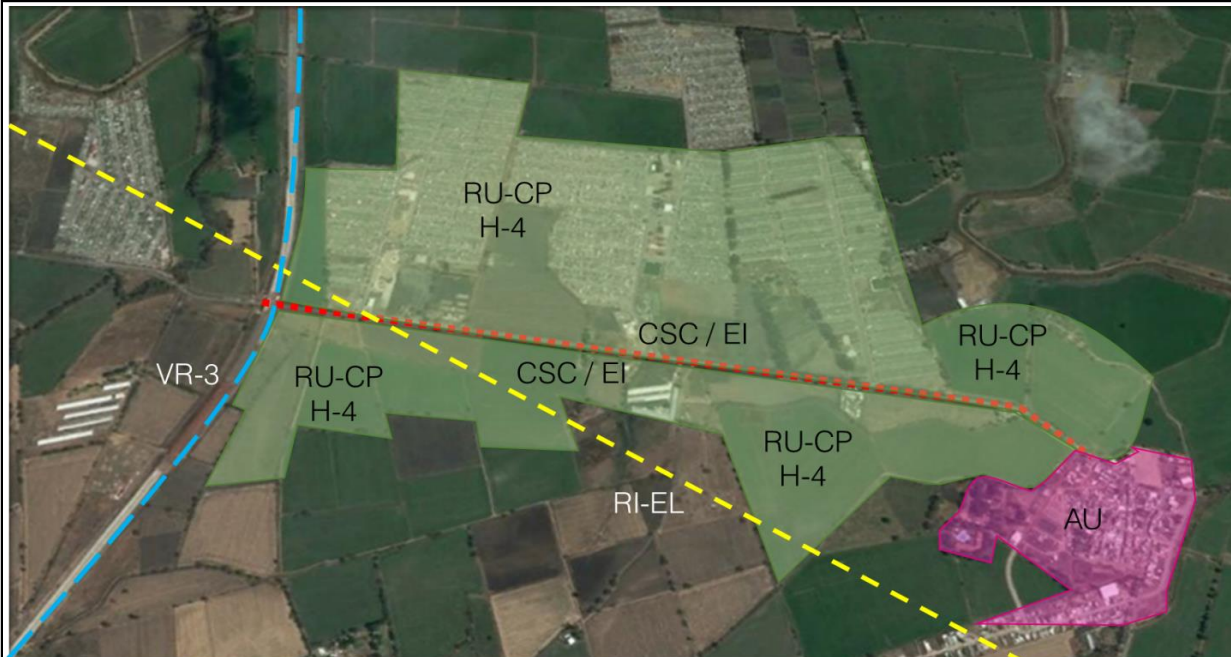 RU-CP
H-4
CSC / EI
RU-CP
H-4
VR-3
RU-CP
H-4
CSC / EI
RU-CP
H-4
RI-EL
AU